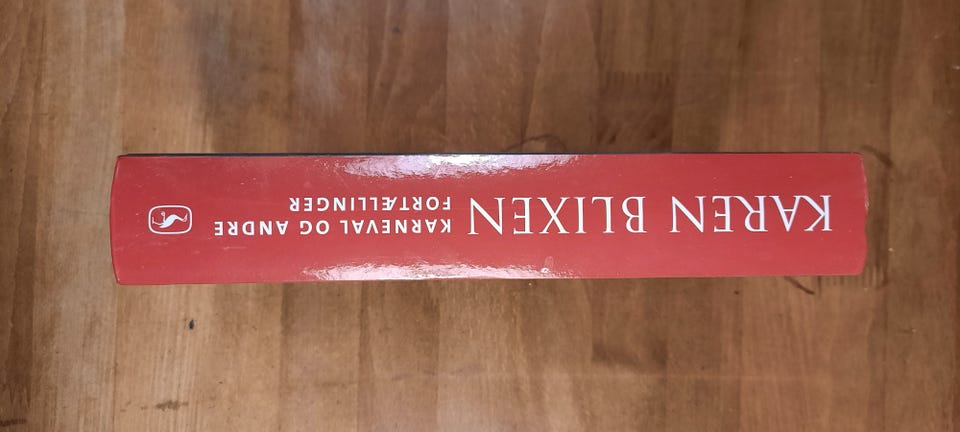 KAREN BLIXEN
KARNEVAL OG ANDRE
FORTÆLLINGER